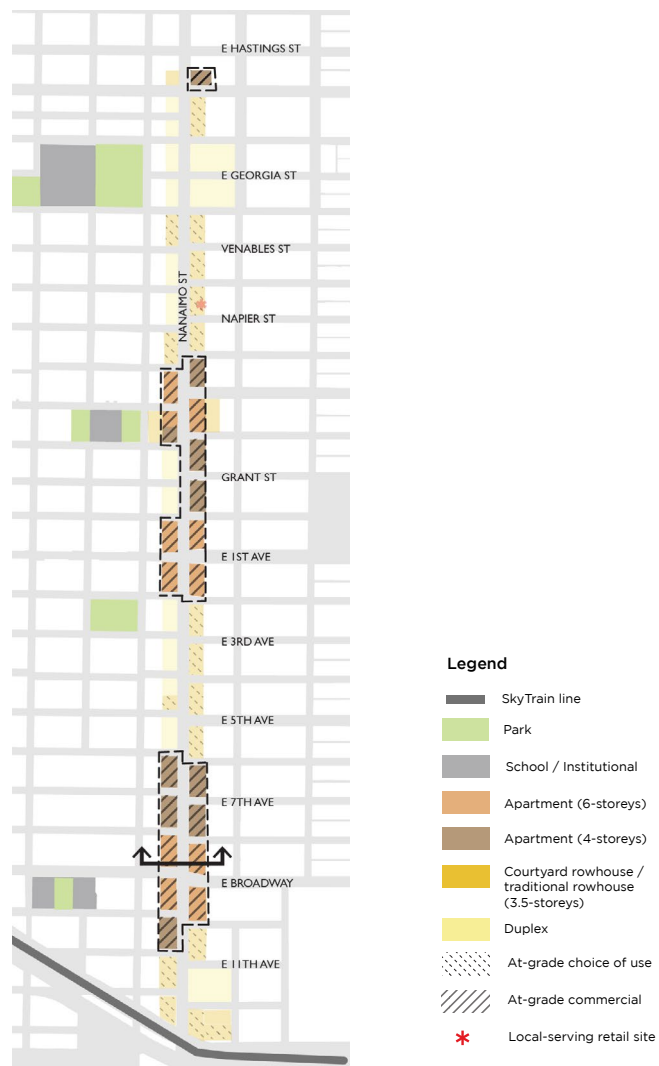 E HASTINGS ST
E GEORGIA ST
VENABLES ST
NANAIMO ST
NAPIER ST
GRANT ST
E 1ST AVE
E 3RD AVE
E 5TH AVE
E 7TH AVE
E BROADWAY
E 11TH AVE
Legend
SkyTrain line
Park
School / Institutional
Apartment (6-storeys)
Apartment (4-storeys)
Courtyard rowhouse /
traditional rowhouse
(3.5-storeys)
Duplex
At-grade choice of use
At-grade commercial
Local-serving retail site